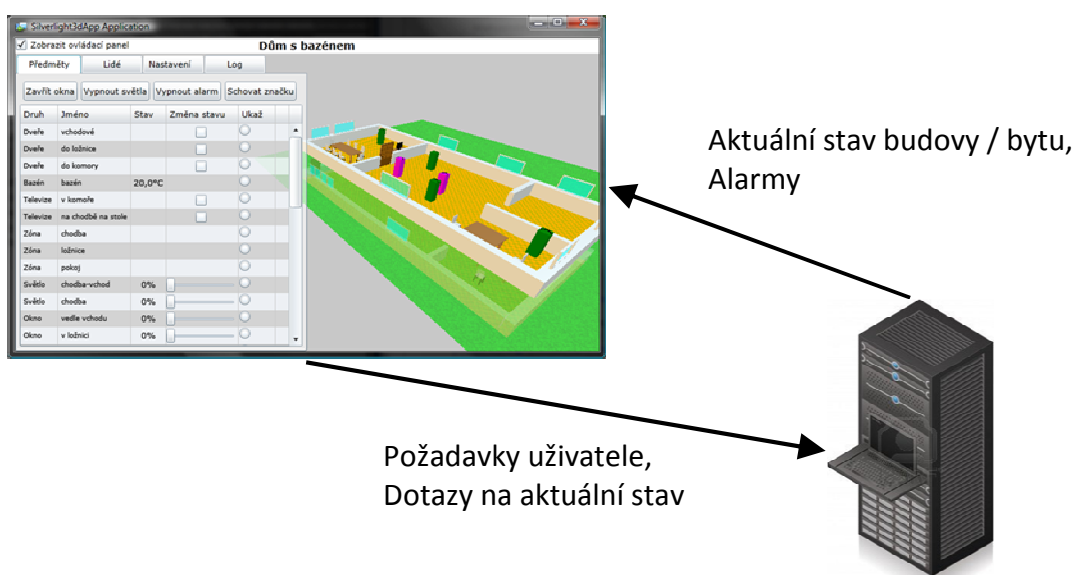 Silverlight3dApp Application
Zobrazit ovládací panel
Dům s bazénem
Předměty Lidé Nastavení Log
Zavřít okna Vypnout světla Vypnout alarm Schovat značku
Druh Jméno Stav Změna stavu Ukaž
Dveře vchodové
Dveře do ložnice
Dveře do komory
Bazén bazén 20,0°C
Televize v komoře
Televize na chodbě na stole
Zóna chodba
Zóna ložnice
Zóna pokoj
Světlo chodba-vchod 0%
Světlo chodba 0%
Okno vedle vchodu 0%
Okno v ložnici 0%
Aktuální stav budovy / bytu,
Alarmy
Požadavky uživatele,
Dotazy na aktuální stav